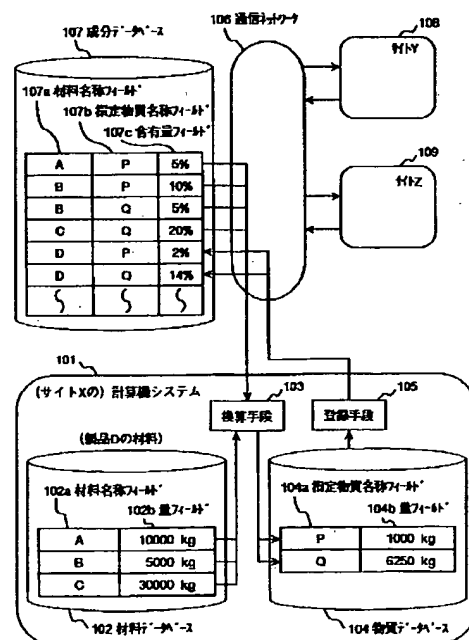 107 成分データベース
106 通信ネットワーク
108
サイトY
107a 材料名称フィールド
107b 指定物質名称フィールド
107c 含有量フィールド
A P 5%
B P 10%
B Q 5%
C Q 20%
D P 2%
D Q 14%
109
サイトZ
101
(サイトXの) 計算機システム
103
換算手段
105
登録手段
(製品Dの材料)
102a 材料名称フィールド
102b 量フィールド
A 10000 kg
B 5000 kg
C 30000 kg
102 材料データベース
104a 指定物質名称フィールド
104b 量フィールド
P 1000 kg
Q 6250 kg
104 物質データベース